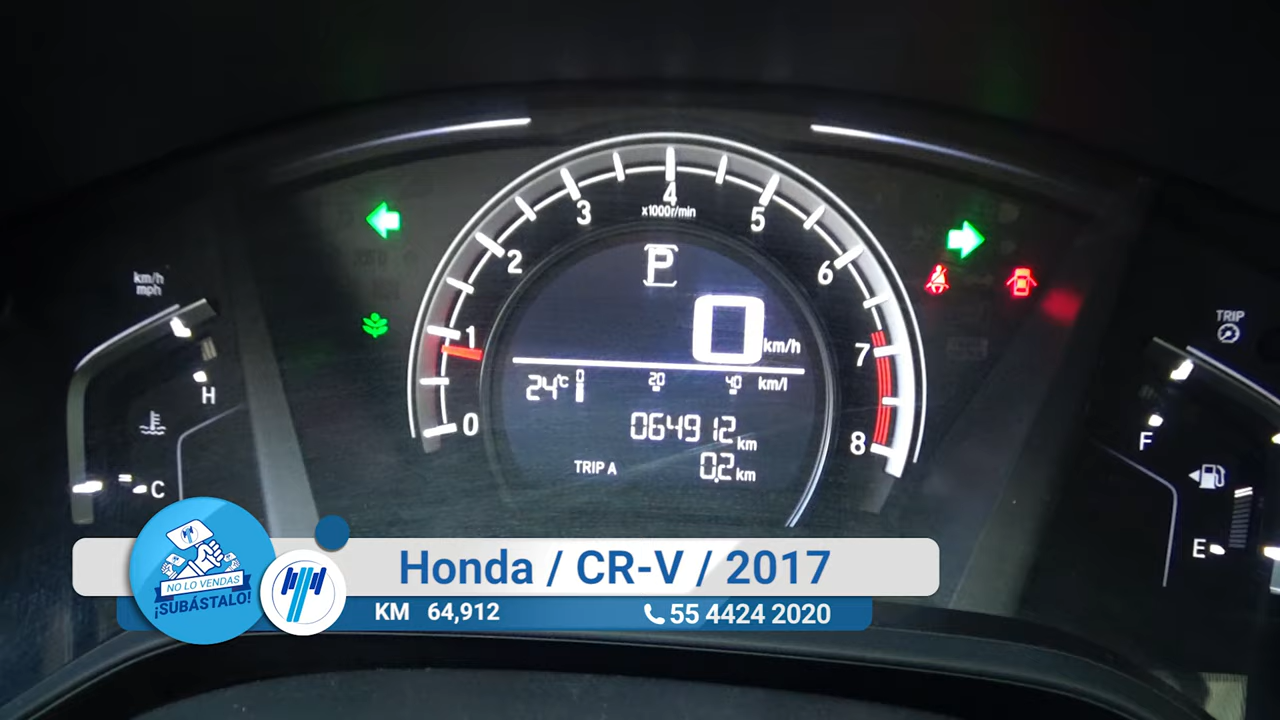 4
3
5
x1000r/min
2
6
P
km/h
mph
TRIP
1
0 km/h
7
24°C
0 20 40 km/l
H
0
064912 km
8
F
TRIP A 0.2 km
C
E
NO LO VENDAS
¡SUBÁSTALO!
Honda / CR-V / 2017
KM 64,912
55 4424 2020